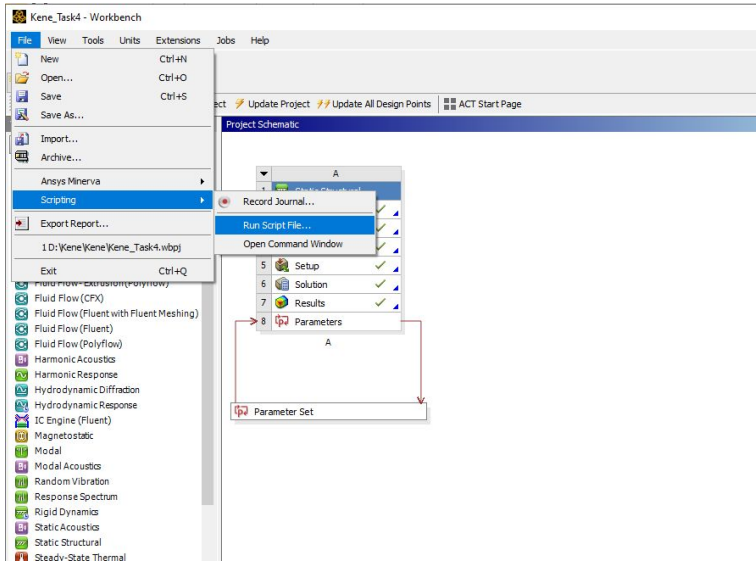 Kene_Task4 - Workbench
File View Tools Units Extensions Jobs Help
New Ctrl+N
Open... Ctrl+O
Save Ctrl+S
Save As...
Import...
Archive...
Ansys Minerva
Scripting
Export Report...
1 D:\Kene\Kene\Kene_Task4.wbpj
Exit Ctrl+Q
Record Journal...
Run Script File...
Open Command Window
ect Update Project Update All Design Points ACT Start Page
Project Schematic
A
1 Static Structural
5 Setup
6 Solution
7 Results
8 Parameters
A
Parameter Set
Fluid Flow - Extrusion (Polyflow)
Fluid Flow (CFX)
Fluid Flow (Fluent with Fluent Meshing)
Fluid Flow (Fluent)
Fluid Flow (Polyflow)
Harmonic Acoustics
Harmonic Response
Hydrodynamic Diffraction
Hydrodynamic Response
IC Engine (Fluent)
Magnetostatic
Modal
Modal Acoustics
Random Vibration
Response Spectrum
Rigid Dynamics
Static Acoustics
Static Structural
Steady-State Thermal